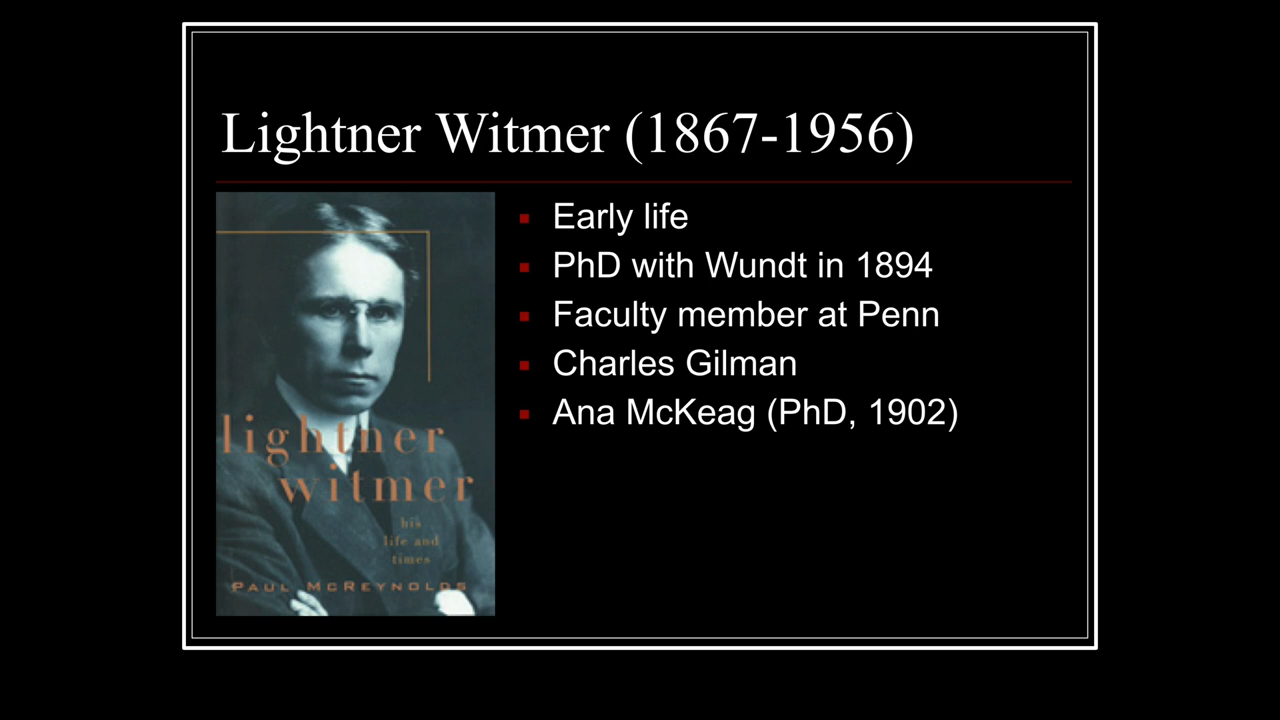 Lightner Witmer (1867-1956)
lightner
witmer
his
life and
times
PAUL MCREYNOLDS
Early life
PhD with Wundt in 1894
Faculty member at Penn
Charles Gilman
Ana McKeag (PhD, 1902)